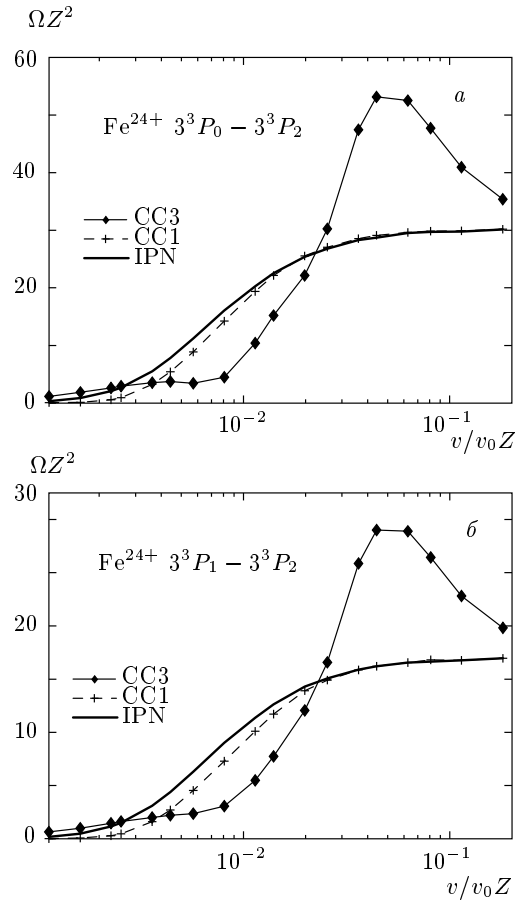 ΩZ²
60
a
Fe²⁴⁺ 3³P₀ – 3³P₂
40
CC3
CC1
IPN
20
0
10⁻²
10⁻¹
v/v₀Z
ΩZ²
30
б
Fe²⁴⁺ 3³P₁ – 3³P₂
20
CC3
CC1
IPN
10
0
10⁻²
10⁻¹
v/v₀Z